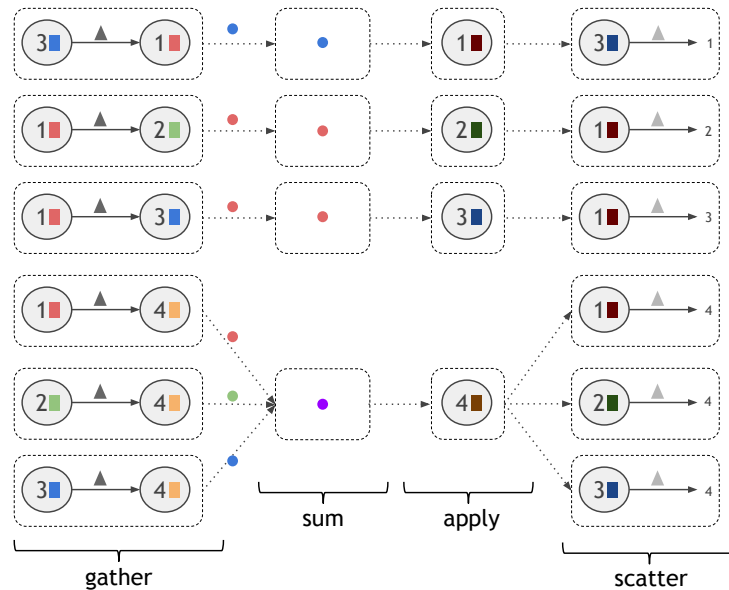 3 1 1 3 1
1 2 2 1 2
1 3 3 1 3
1 4 1 4
2 4 4 2 4
3 4 3 4
sum apply
gather scatter